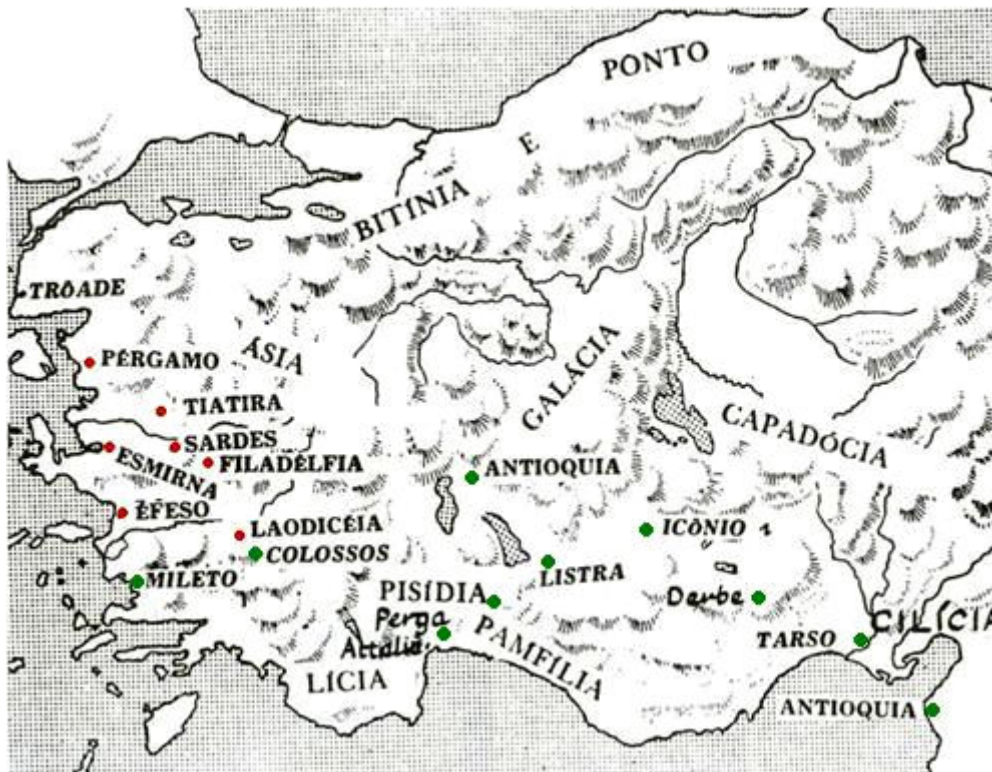 PONTO
E
BITÍNIA
TRÔADE
ÁSIA
PÉRGAMO
GALÁCIA
TIATIRA
CAPADÓCIA
SARDES
ESMIRNA
FILADÉLFIA
ANTIOQUIA
ÉFESO
LAODICÉIA
ICÔNIO
COLOSSOS
MILETO
LISTRA
PISÍDIA
Derbe
Perga
PAMFÍLIA
CILÍCIA
Attalia
TARSO
LÍCIA
ANTIOQUIA